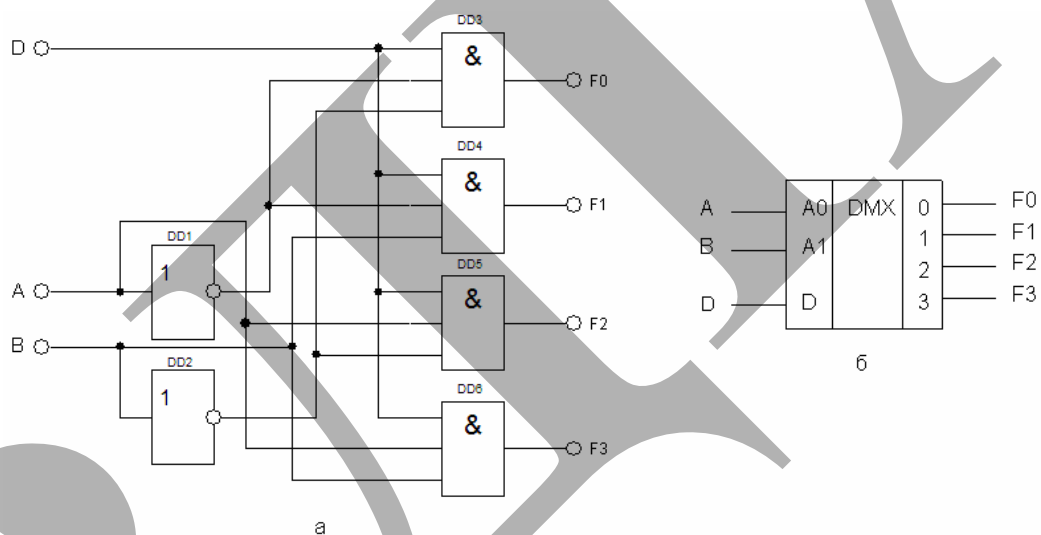 D
DD3
&
F0
DD4
&
F1
DD1
1
A
DD5
&
F2
B
DD2
1
DD6
&
F3
а
A A0 DMX 0 F0
B A1 1 F1
2 F2
D D 3 F3
б